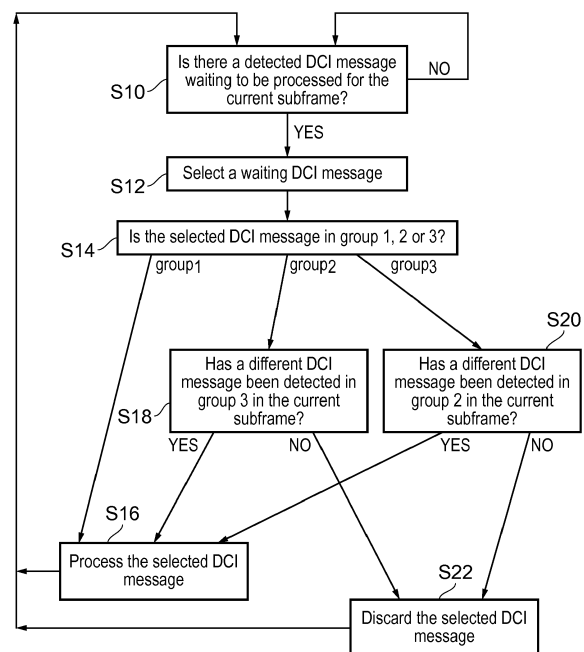 Is there a detected DCI message
waiting to be processed for the
current subframe?
NO
S10
YES
Select a waiting DCI message
S12
Is the selected DCI message in group 1, 2 or 3?
S14
group1
group2
group3
S20
Has a different DCI
message been detected in
group 3 in the current
subframe?
S18
Has a different DCI
message been detected in
group 2 in the current
subframe?
YES
NO
YES
NO
S16
Process the selected DCI
message
S22
Discard the selected DCI
message